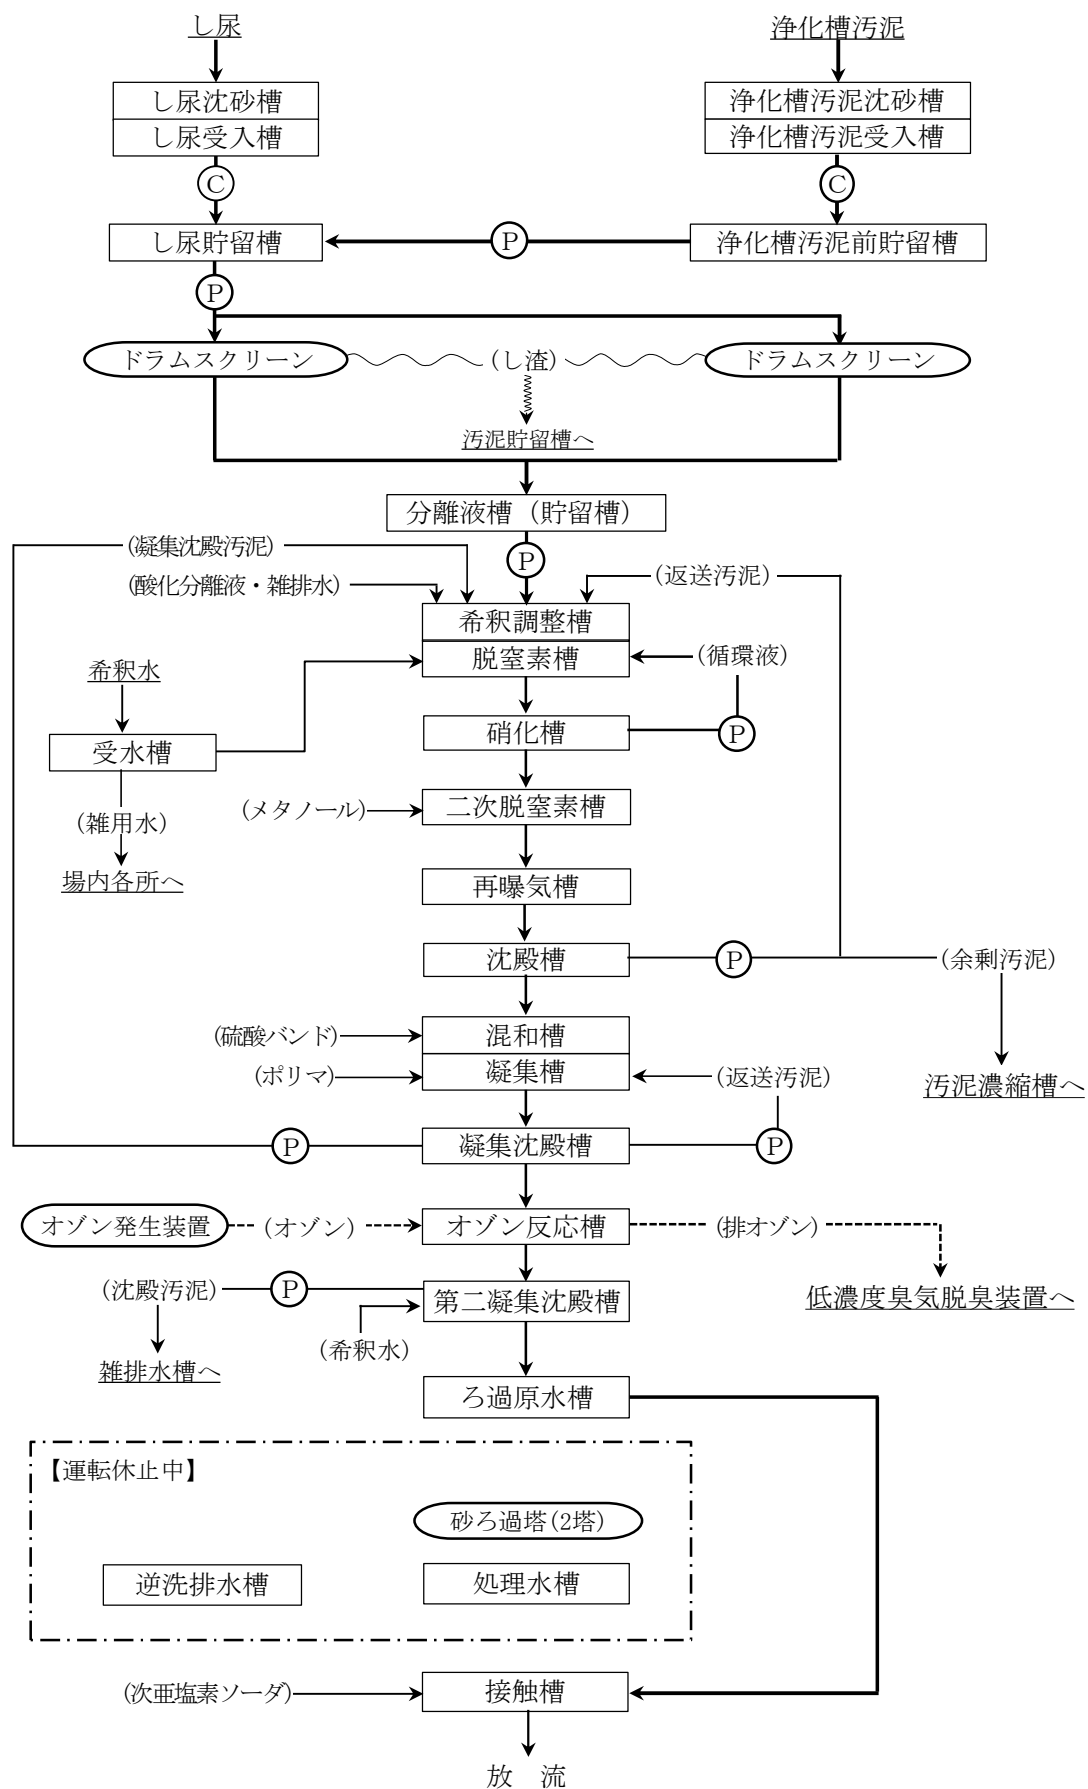 し尿
浄化槽汚泥
し尿沈砂槽
浄化槽汚泥沈砂槽
し尿受入槽
浄化槽汚泥受入槽
C
C
し尿貯留槽
P
浄化槽汚泥前貯留槽
P
ドラムスクリーン
(し渣)
ドラムスクリーン
汚泥貯留槽へ
分離液槽（貯留槽）
(凝集沈殿汚泥)
P
(酸化分離液・雑排水)
(返送汚泥)
希釈調整槽
脱窒素槽
(循環液)
希釈水
硝化槽
P
受水槽
(メタノール)
二次脱窒素槽
(雑用水)
場内各所へ
再曝気槽
沈殿槽
P
(余剰汚泥)
(硫酸バンド)
混和槽
(ポリマ)
凝集槽
(返送汚泥)
汚泥濃縮槽へ
P
凝集沈殿槽
P
オゾン発生装置
(オゾン)
オゾン反応槽
(排オゾン)
(沈殿汚泥)
P
第二凝集沈殿槽
低濃度臭気脱臭装置へ
(希釈水)
雑排水槽へ
ろ過原水槽
【運転休止中】
砂ろ過塔(2塔)
逆洗排水槽
処理水槽
(次亜塩素ソーダ)
接触槽
放　流